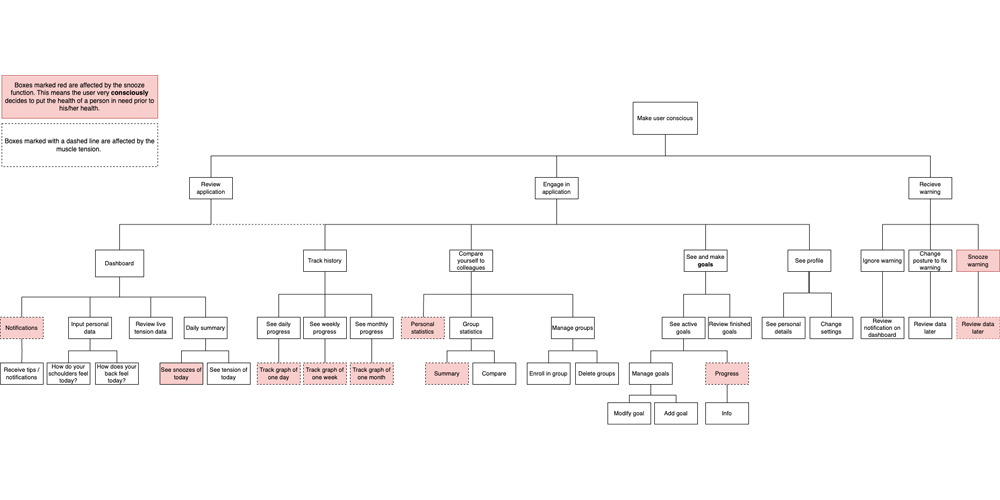 Boxes marked red are affected by the snooze
function. This means the user very consciously
decides to put the health of a person in need prior to
his/her health.
Boxes marked with a dashed line are affected by the
muscle tension.
Make user conscious
Review
application
Engage in
application
Recieve
warning
Dashboard
Track history
Compare
yourself to
colleagues
See and make
goals
See profile
Ignore warning
Change
posture to fix
warning
Snooze
warning
Notifications
Input personal
data
Review live
tension data
Daily summary
See daily
progress
See weekly
progress
See monthly
progress
Personal
statistics
Group
statistics
Manage groups
See active
goals
Review finished
goals
See personal
details
Change
settings
Review
notification on
dashboard
Review data
later
Review data
later
Receive tips /
notifications
How do your
schoulders feel
today?
How does your
back feel
today?
See snoozes of
today
See tension of
today
Track graph of
one day
Track graph of
one week
Track graph of
one month
Summary
Compare
Enroll in group
Delete groups
Manage goals
Progress
Modify goal
Add goal
Info